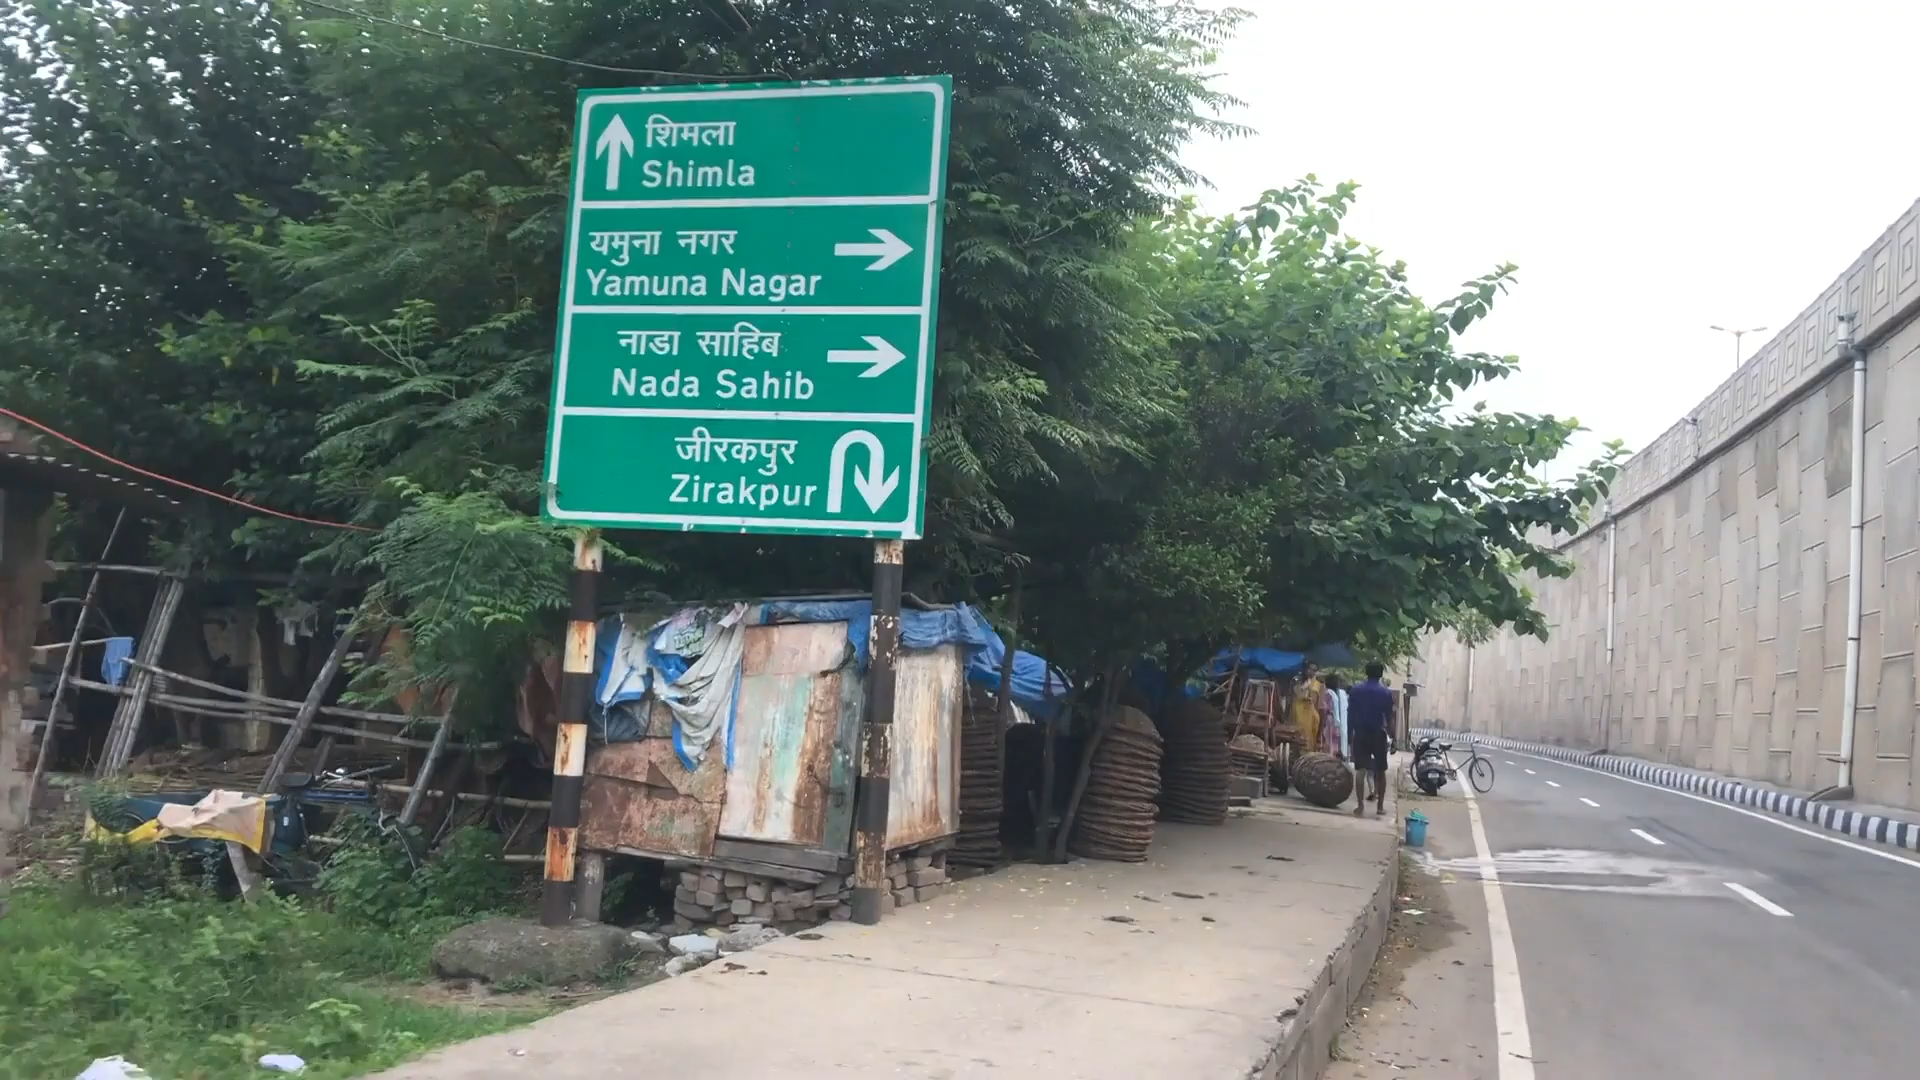 शिमला
Shimla
यमुना नगर
Yamuna Nagar
नाडा साहिब
Nada Sahib
जीरकपुर
Zirakpur